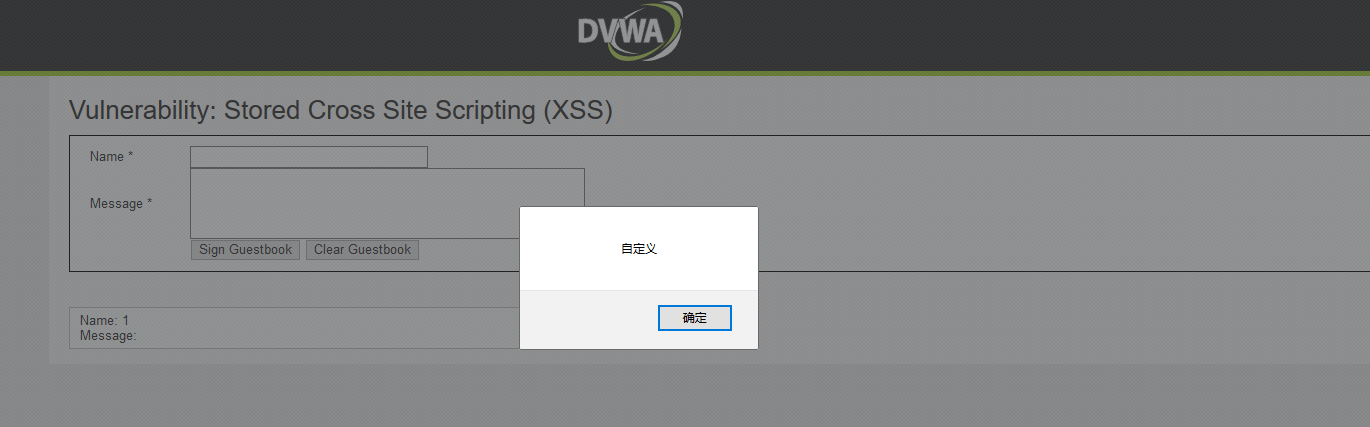 DVWA
Vulnerability: Stored Cross Site Scripting (XSS)
Name *
Message *
Sign Guestbook Clear Guestbook
自定义
确定
Name: 1
Message: